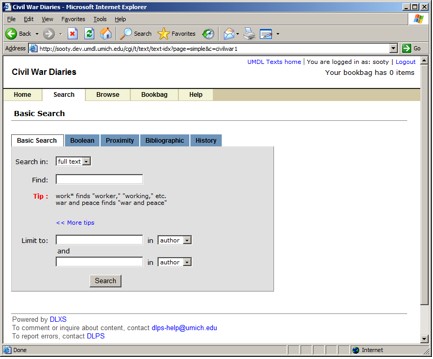 Civil War Diaries - Microsoft Internet Explorer
File Edit View Favorites Tools Help
Back Search Favorites
Address http://sooty.dev.umdl.umich.edu/cgi/t/text/text-idx?page=simple&c=civilwar1 Go
UMDL Texts home | You are logged in as: sooty | Logout
Civil War Diaries Your bookbag has 0 items
Home Search Browse Bookbag Help
Basic Search
Basic Search Boolean Proximity Bibliographic History
Search in: full text
Find:
Tip : work* finds "worker," "working," etc.
war and peace finds "war and peace"
<< More tips
Limit to: in author
and
in author
Search
Powered by DLXS
To comment or inquire about content, contact dlps-help@umich.edu
To report errors, contact DLPS
Done Internet